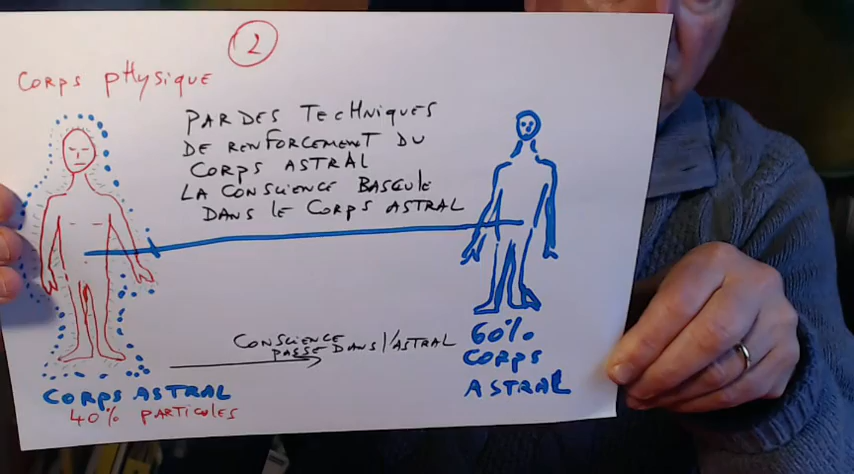 2
CORPS PHYSIQUE
PAR DES TECHNIQUES
DE RENFORCEMENT DU
CORPS ASTRAL
LA CONSCIENCE BASCULE
DANS LE CORPS ASTRAL
CONSCIENCE
PASSE DANS L'ASTRAL
60%
CORPS
ASTRAL
CORPS ASTRAL
40% PARTICULES